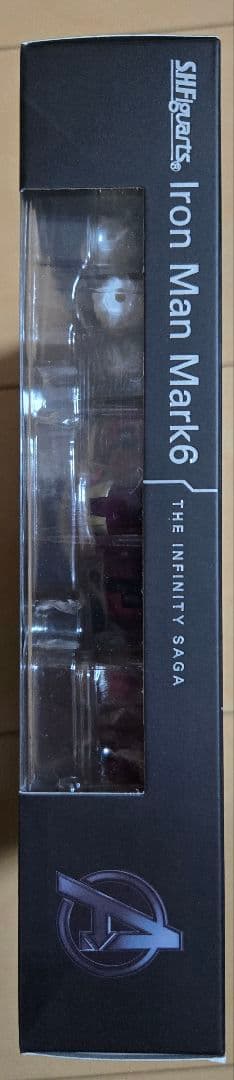 S.H.Figuarts® Iron Man Mark6
THE INFINITY SAGA